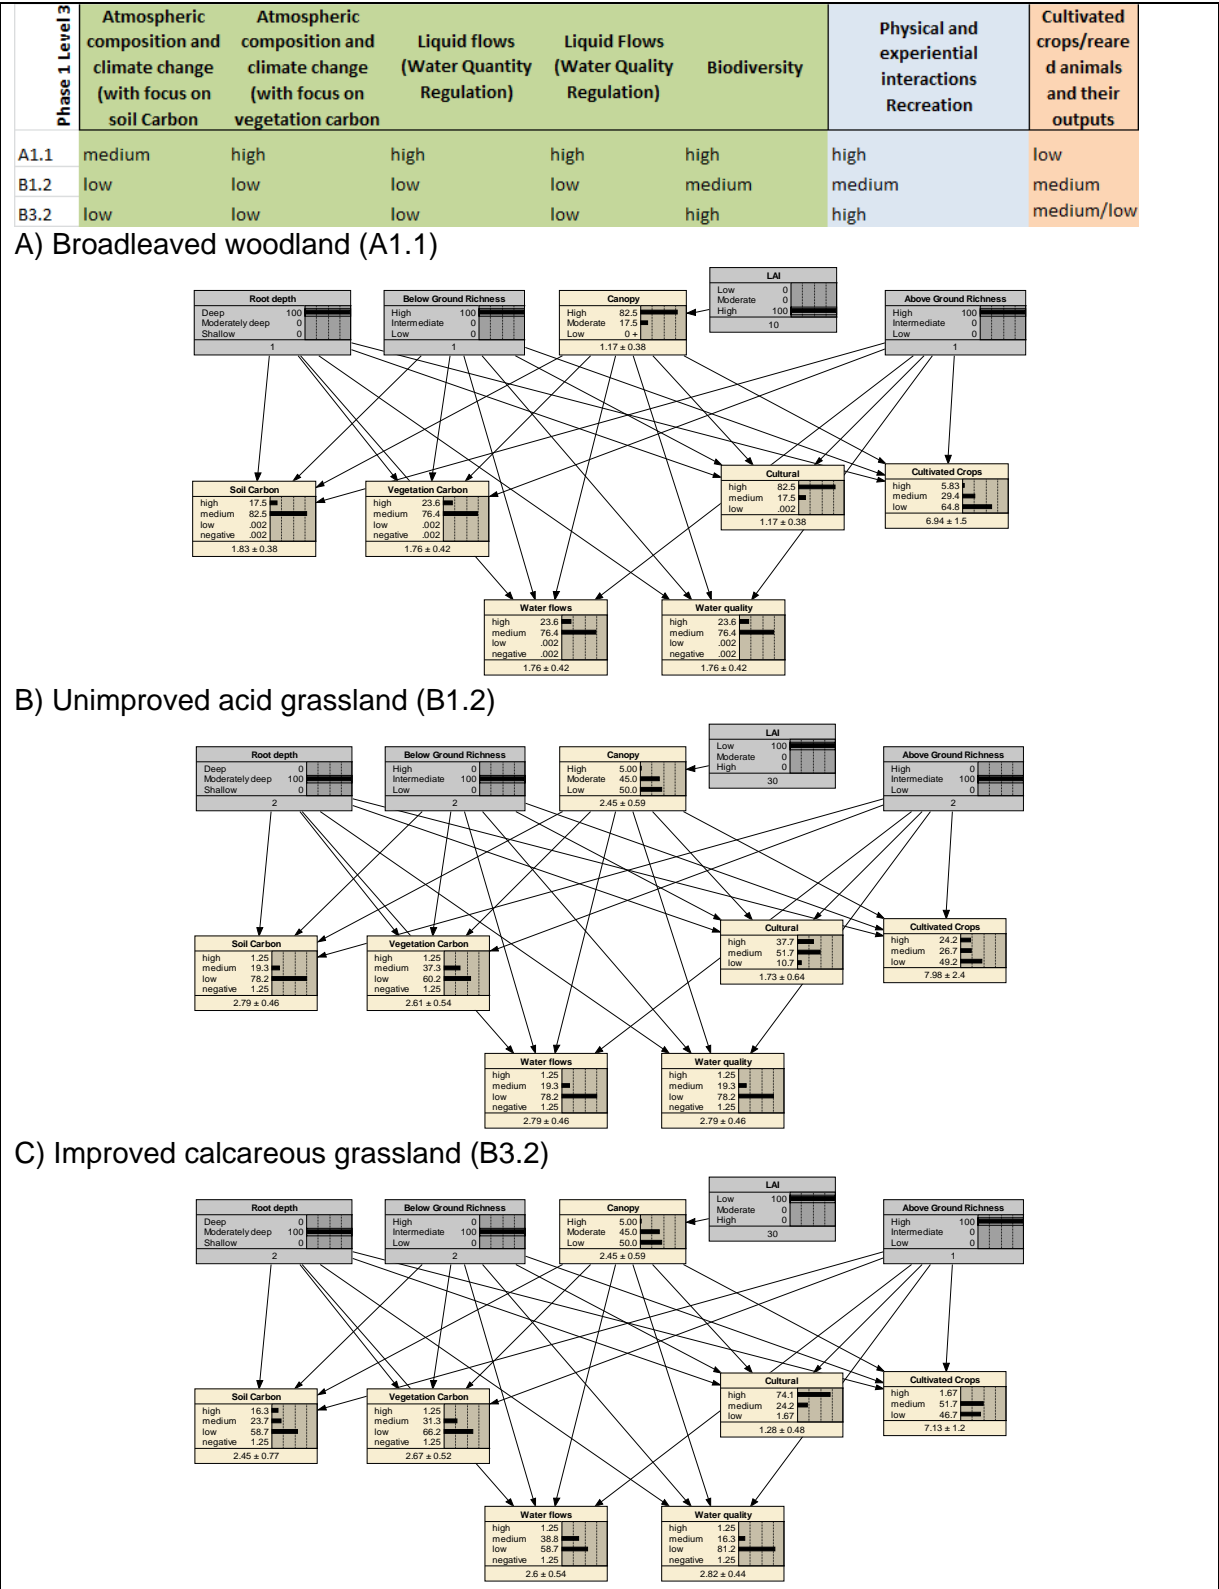 Phase 1 Level 3
Atmospheric composition and climate change (with focus on soil Carbon
Atmospheric composition and climate change (with focus on vegetation carbon
Liquid flows (Water Quantity Regulation)
Liquid Flows (Water Quality Regulation)
Biodiversity
Physical and experiential interactions Recreation
Cultivated crops/reare d animals and their outputs
A1.1 medium high high high high high low
B1.2 low low low low medium medium medium
B3.2 low low low low high high medium/low
A) Broadleaved woodland (A1.1)
LAI
Low 0
Moderate 0
High 100
10
Root depth
Deep 100
Moderately deep 0
Shallow 0
1
Below Ground Richness
High 100
Intermediate 0
Low 0
1
Canopy
High 82.5
Moderate 17.5
Low 0 +
1.17 ± 0.38
Above Ground Richness
High 100
Intermediate 0
Low 0
1
Soil Carbon
high 17.5
medium 82.5
low .002
negative .002
1.83 ± 0.38
Vegetation Carbon
high 23.6
medium 76.4
low .002
negative .002
1.76 ± 0.42
Cultural
high 82.5
medium 17.5
low .002
1.17 ± 0.38
Cultivated Crops
high 5.83
medium 29.4
low 64.8
6.94 ± 1.5
Water flows
high 23.6
medium 76.4
low .002
negative .002
1.76 ± 0.42
Water quality
high 23.6
medium 76.4
low .002
negative .002
1.76 ± 0.42
B) Unimproved acid grassland (B1.2)
LAI
Low 100
Moderate 0
High 0
30
Root depth
Deep 0
Moderately deep 100
Shallow 0
2
Below Ground Richness
High 0
Intermediate 100
Low 0
2
Canopy
High 5.00
Moderate 45.0
Low 50.0
2.45 ± 0.59
Above Ground Richness
High 0
Intermediate 100
Low 0
2
Soil Carbon
high 1.25
medium 19.3
low 78.2
negative 1.25
2.79 ± 0.46
Vegetation Carbon
high 1.25
medium 37.3
low 60.2
negative 1.25
2.61 ± 0.54
Cultural
high 37.7
medium 51.7
low 10.7
1.73 ± 0.64
Cultivated Crops
high 24.2
medium 26.7
low 49.2
7.98 ± 2.4
Water flows
high 1.25
medium 19.3
low 78.2
negative 1.25
2.79 ± 0.46
Water quality
high 1.25
medium 19.3
low 78.2
negative 1.25
2.79 ± 0.46
C) Improved calcareous grassland (B3.2)
LAI
Low 100
Moderate 0
High 0
30
Root depth
Deep 0
Moderately deep 100
Shallow 0
2
Below Ground Richness
High 0
Intermediate 100
Low 0
2
Canopy
High 5.00
Moderate 45.0
Low 50.0
2.45 ± 0.59
Above Ground Richness
High 100
Intermediate 0
Low 0
1
Soil Carbon
high 16.3
medium 23.7
low 58.7
negative 1.25
2.45 ± 0.77
Vegetation Carbon
high 1.25
medium 31.3
low 66.2
negative 1.25
2.67 ± 0.52
Cultural
high 74.1
medium 24.2
low 1.67
1.28 ± 0.48
Cultivated Crops
high 1.67
medium 51.7
low 46.7
7.13 ± 1.2
Water flows
high 1.25
medium 38.8
low 58.7
negative 1.25
2.6 ± 0.54
Water quality
high 1.25
medium 16.3
low 81.2
negative 1.25
2.82 ± 0.44